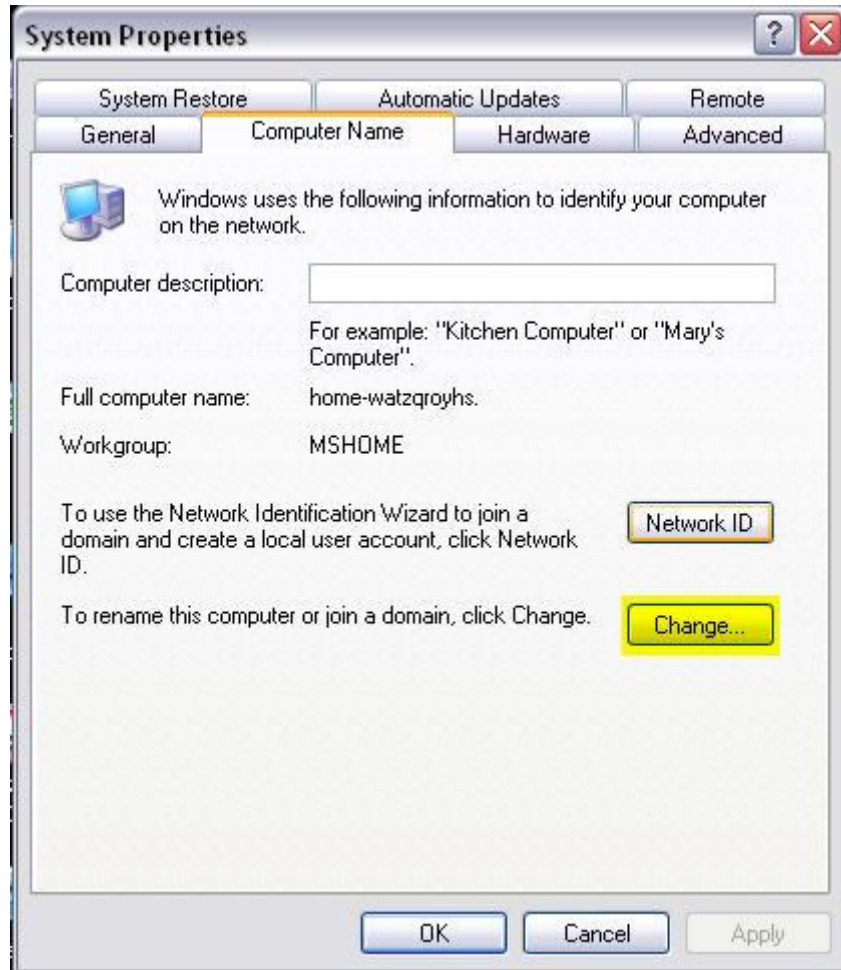 System Properties
?
System Restore Automatic Updates Remote
General Computer Name Hardware Advanced
Windows uses the following information to identify your computer
on the network.
Computer description:
For example: "Kitchen Computer" or "Mary's
Computer".
Full computer name: home-watzqroyhs.
Workgroup: MSHOME
To use the Network Identification Wizard to join a
domain and create a local user account, click Network
ID.
Network ID
To rename this computer or join a domain, click Change.
Change...
OK Cancel Apply